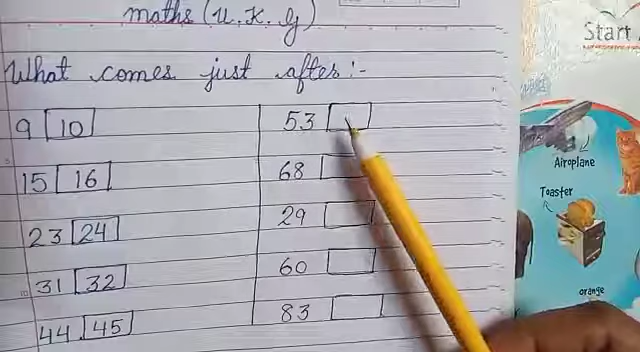 maths (U.K.G)
What comes just after:-
9 10
15 16
23 24
31 32
44 45
53
68
29
60
83
Start
Airoplane
Toaster
orange